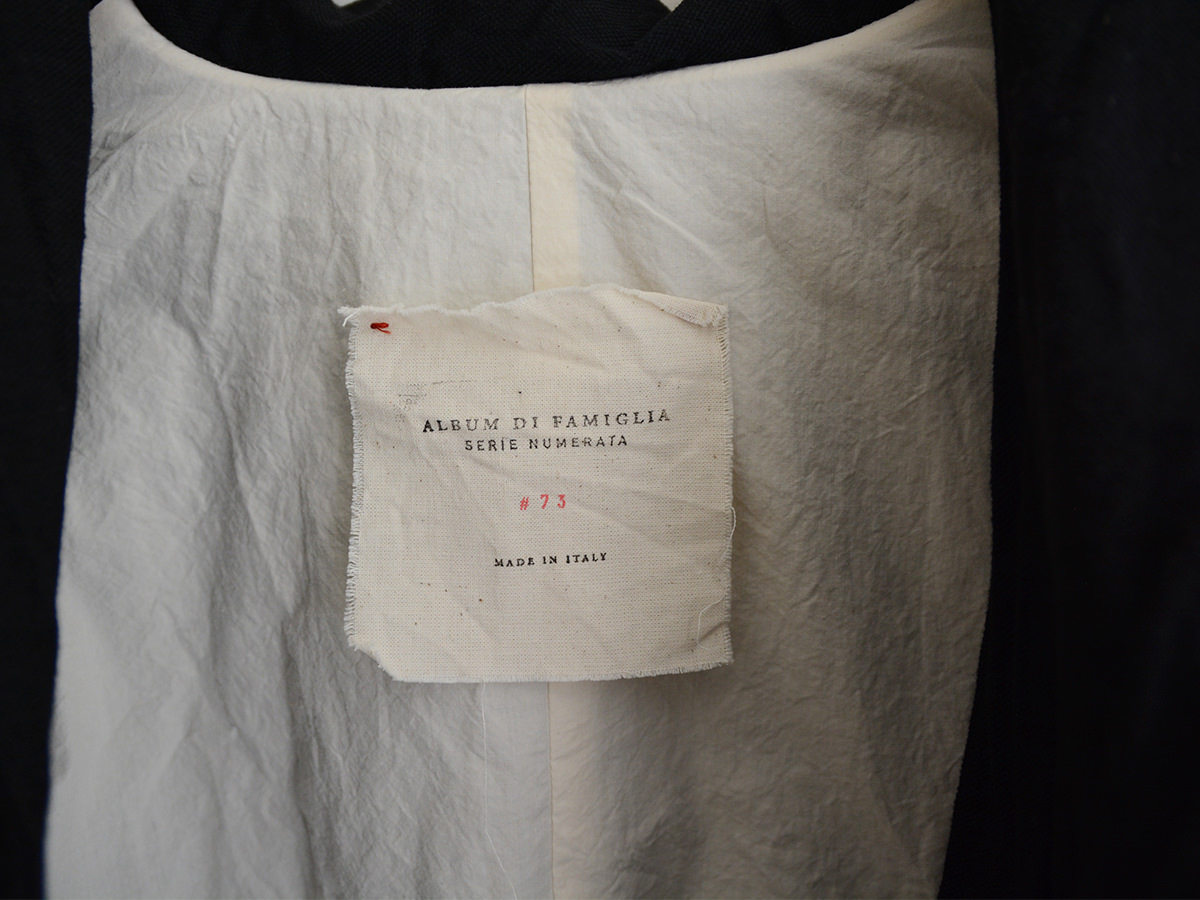 ALBUM DI FAMIGLIA
SERIE NUMERATA
#73
MADE IN ITALY